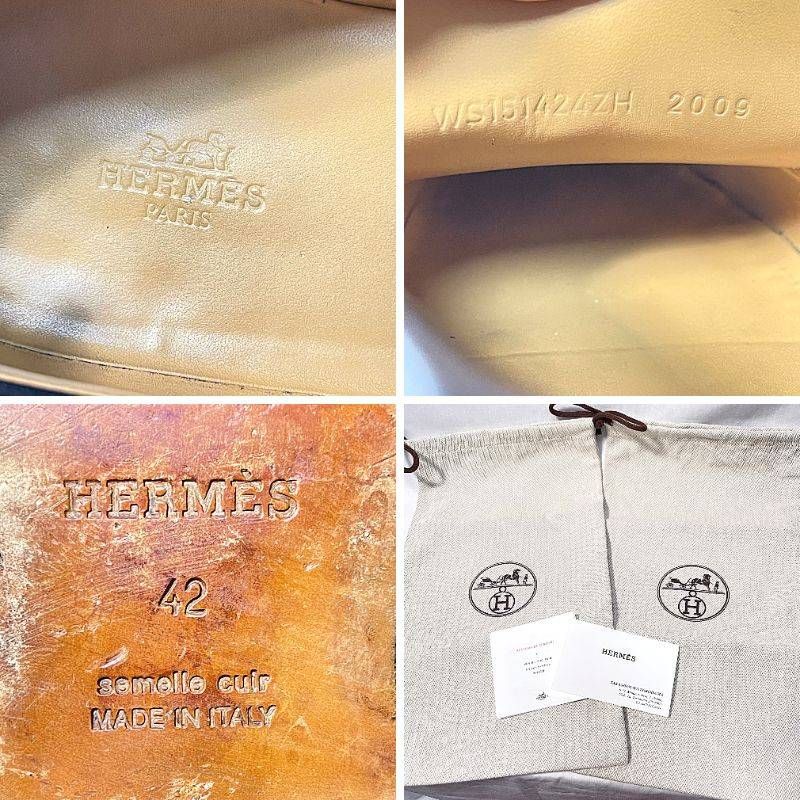 HERMÈS
PARIS
WS151424ZH 2009
HERMÈS
42
semelle cuir
MADE IN ITALY
H
H
HERMÈS